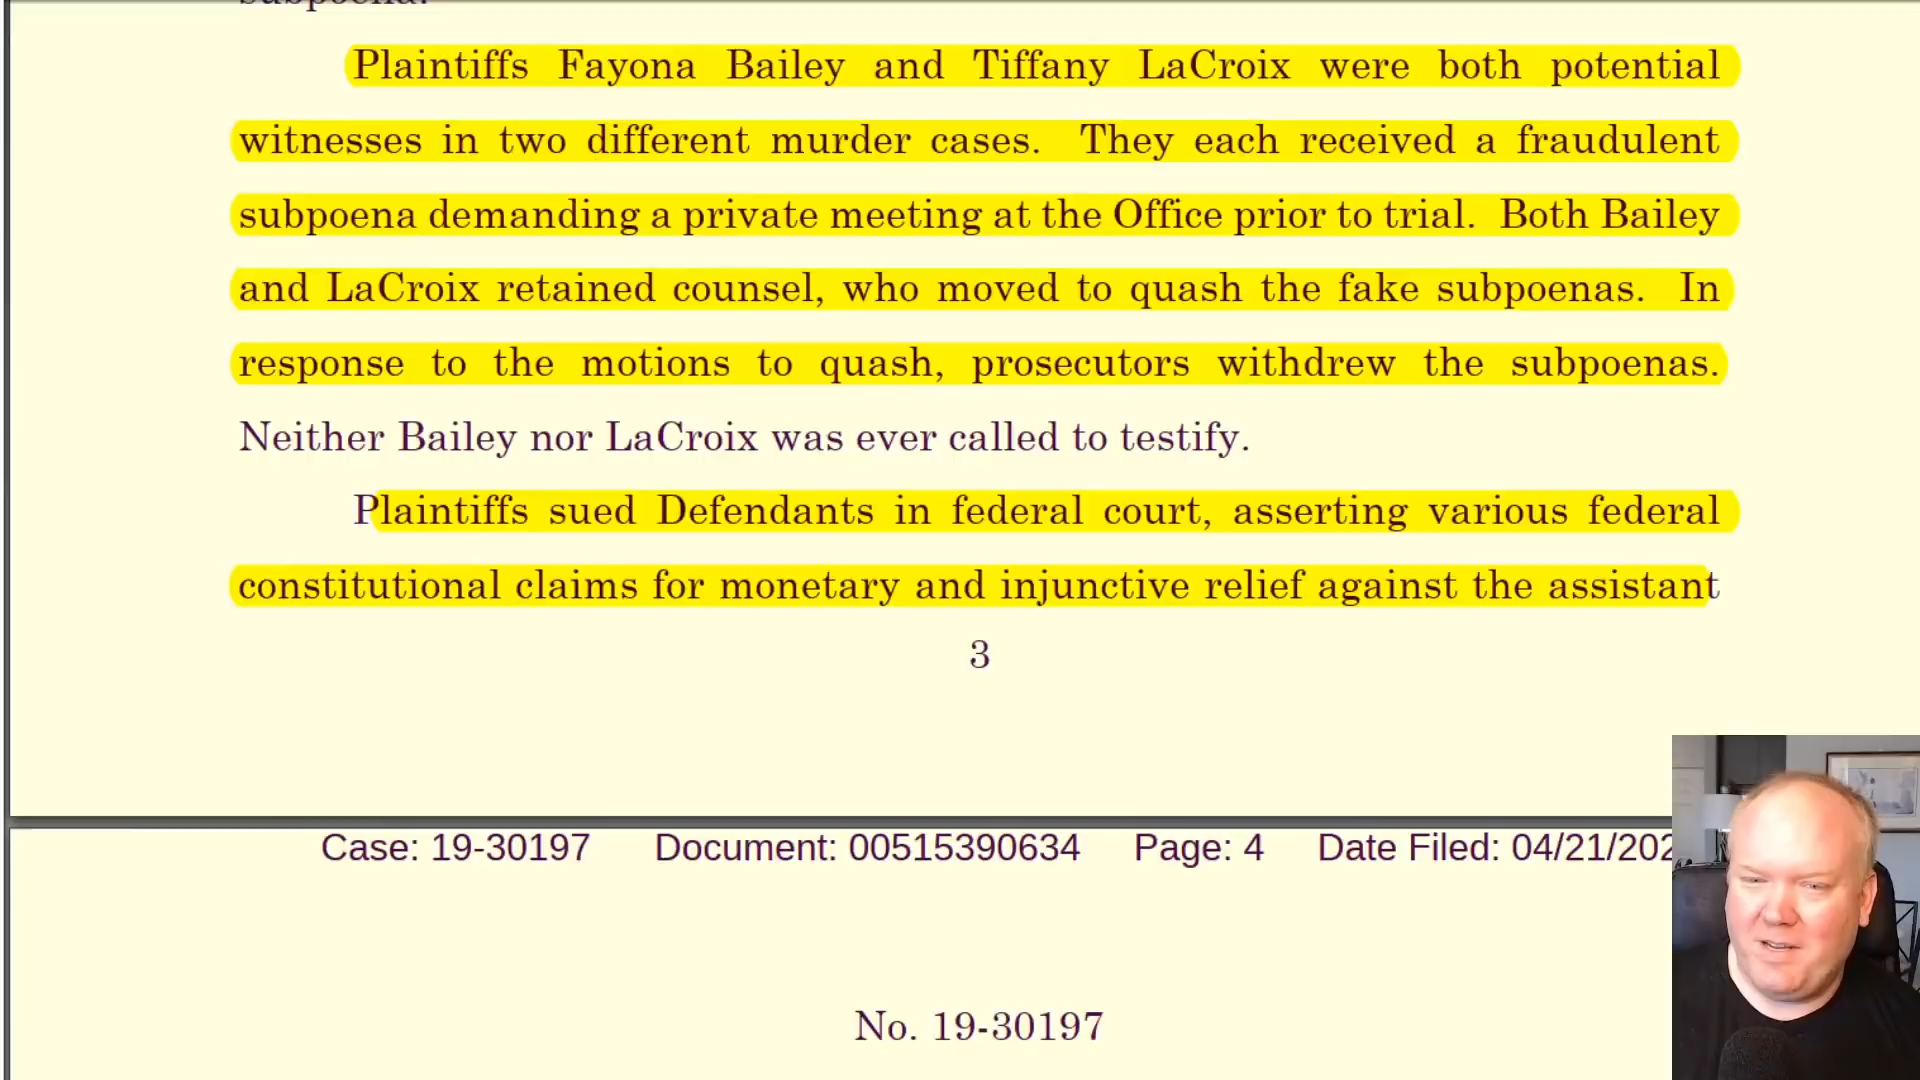 subpoena.
Plaintiffs Fayona Bailey and Tiffany LaCroix were both potential
witnesses in two different murder cases. They each received a fraudulent
subpoena demanding a private meeting at the Office prior to trial. Both Bailey
and LaCroix retained counsel, who moved to quash the fake subpoenas. In
response to the motions to quash, prosecutors withdrew the subpoenas.
Neither Bailey nor LaCroix was ever called to testify.
Plaintiffs sued Defendants in federal court, asserting various federal
constitutional claims for monetary and injunctive relief against the assistant
3
Case: 19-30197 Document: 00515390634 Page: 4 Date Filed: 04/21/202
No. 19-30197